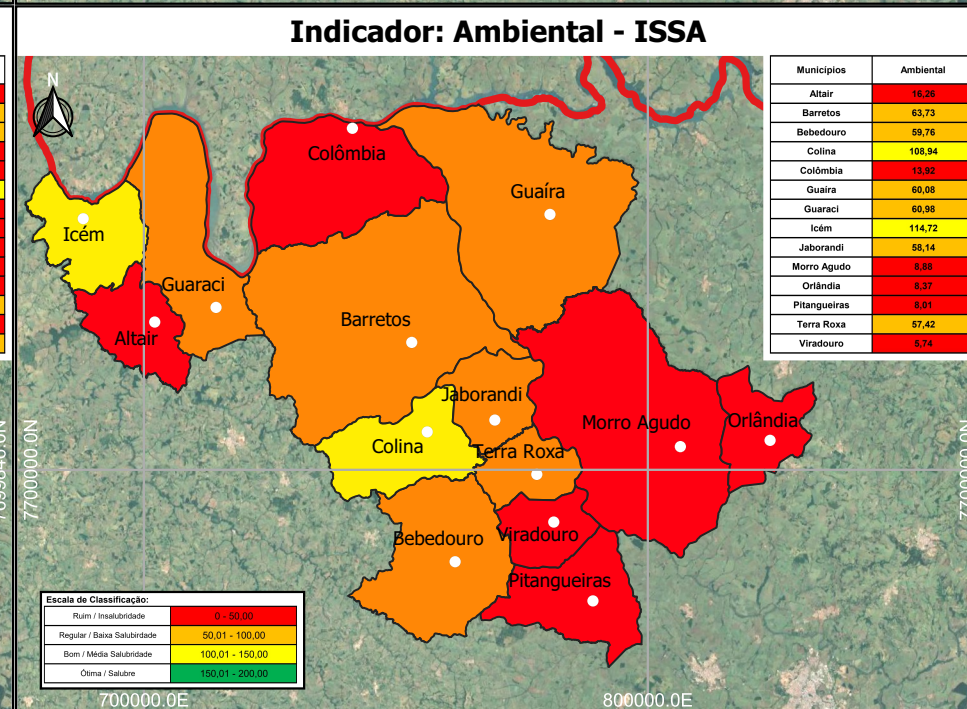 Indicador: Ambiental - ISSA
Municípios Ambiental
Altair 16,26
Barretos 63,73
Bebedouro 59,76
Colina 108,94
Colômbia 13,92
Guaíra 60,08
Guaraci 60,98
Icém 114,72
Jaborandi 58,14
Morro Agudo 8,88
Orlândia 8,37
Pitangueiras 8,01
Terra Roxa 57,42
Viradouro 5,74
N
Colômbia
Guaíra
Icém
Guaraci
Altair
Barretos
Jaborandi
Colina
Morro Agudo
Orlândia
Terra Roxa
Bebedouro
Viradouro
Pitangueiras
7700000.0N
7700000.0N
Escala de Classificação:
Ruim / Insalubridade 0 - 50,00
Regular / Baixa Salubirdade 50,01 - 100,00
Bom / Média Salubridade 100,01 - 150,00
Ótima / Salubre 150,01 - 200,00
700000.0E
800000.0E